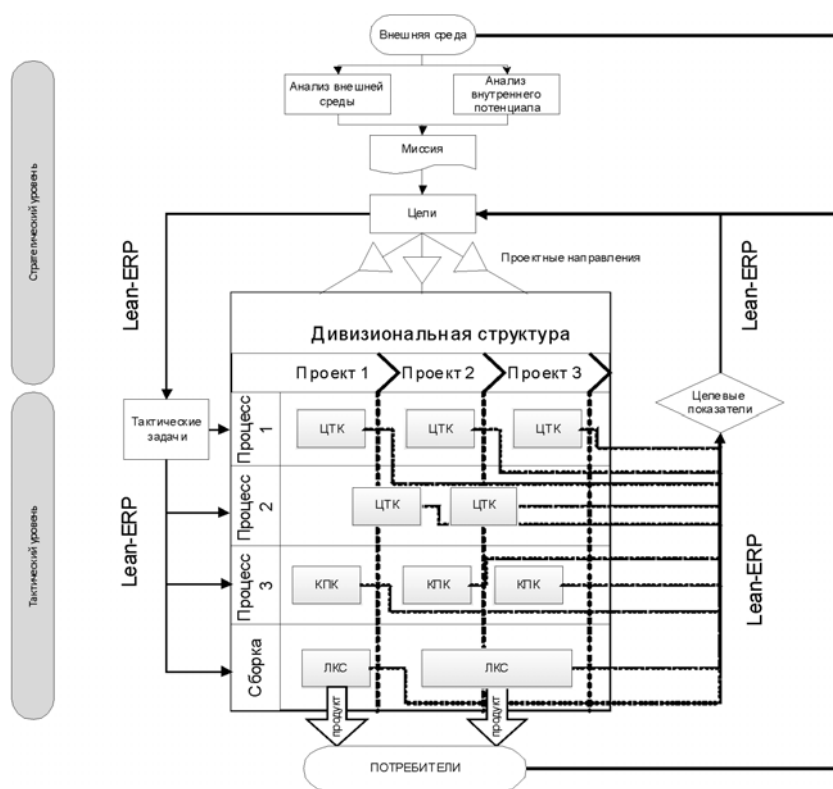 Внешняя среда
Анализ внешней
среды
Анализ
внутреннего
потенциала
Миссия
Цели
Стратегический уровень
Lean-ERP
Проектные направления
Lean-ERP
Дивизиональная структура
Проект 1
Проект 2
Проект 3
Тактические
задачи
Процесс
1
ЦТК
ЦТК
ЦТК
Целевые
показатели
Тактический уровень
Lean-ERP
Процесс
2
ЦТК
ЦТК
Процесс
3
КПК
КПК
КПК
Lean-ERP
Сборка
ЛКС
ЛКС
продукт
продукт
ПОТРЕБИТЕЛИ